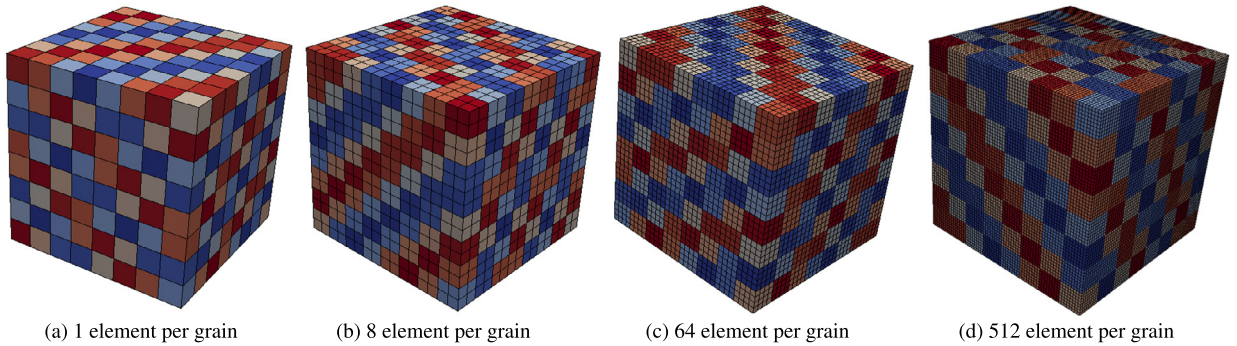 (a) 1 element per grain
(b) 8 element per grain
(c) 64 element per grain
(d) 512 element per grain